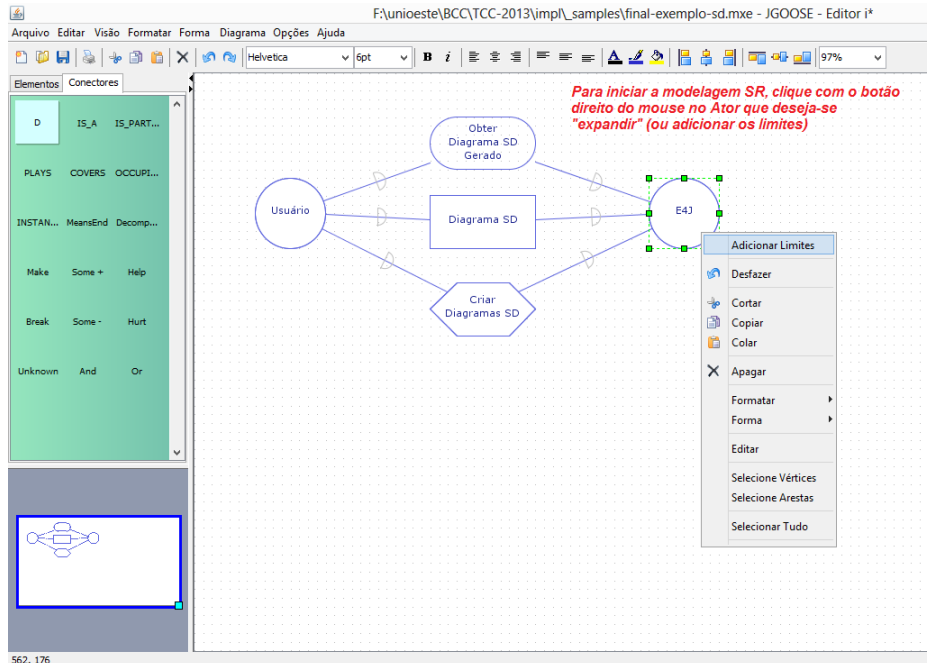 F:\unioeste\BCC\TCC-2013\impl\_samples\final-exemplo-sd.mxe - JGOOSE - Editor i*
Arquivo Editar Visão Formatar Forma Diagrama Opções Ajuda
Helvetica 6pt B i A 97%
Elementos Conectores
D IS_A IS_PART...
PLAYS COVERS OCCUPI...
INSTAN... MeansEnd Decomp...
Make Some + Help
Break Some - Hurt
Unknown And Or
Para iniciar a modelagem SR, clique com o botão
direito do mouse no Ator que deseja-se
"expandir" (ou adicionar os limites)
Obter
Diagrama SD
Gerado
Usuário
Diagrama SD
E4J
Criar
Diagramas SD
Adicionar Limites
Desfazer
Cortar
Copiar
Colar
Apagar
Formatar
Forma
Editar
Selecione Vértices
Selecione Arestas
Selecionar Tudo
562, 176